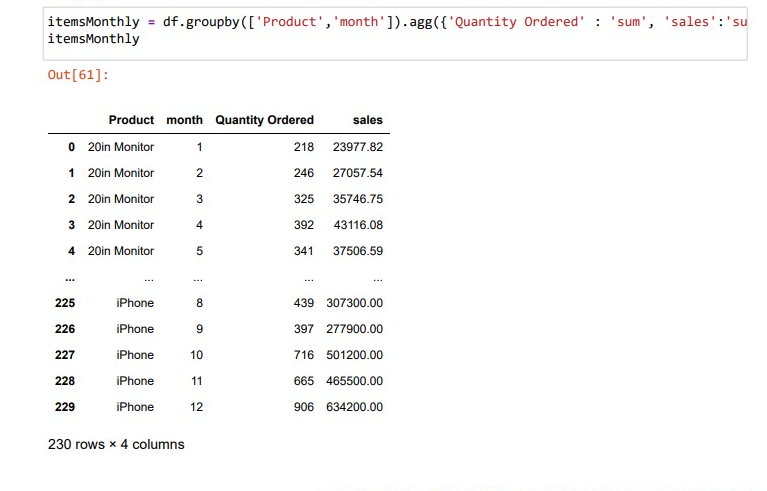 itemsMonthly = df.groupby(['Product','month']).agg({'Quantity Ordered' : 'sum', 'sales':'su
itemsMonthly
Out[61]:
Product month Quantity Ordered sales
0 20in Monitor 1 218 23977.82
1 20in Monitor 2 246 27057.54
2 20in Monitor 3 325 35746.75
3 20in Monitor 4 392 43116.08
4 20in Monitor 5 341 37506.59
... ... ... ... ...
225 iPhone 8 439 307300.00
226 iPhone 9 397 277900.00
227 iPhone 10 716 501200.00
228 iPhone 11 665 465500.00
229 iPhone 12 906 634200.00
230 rows × 4 columns